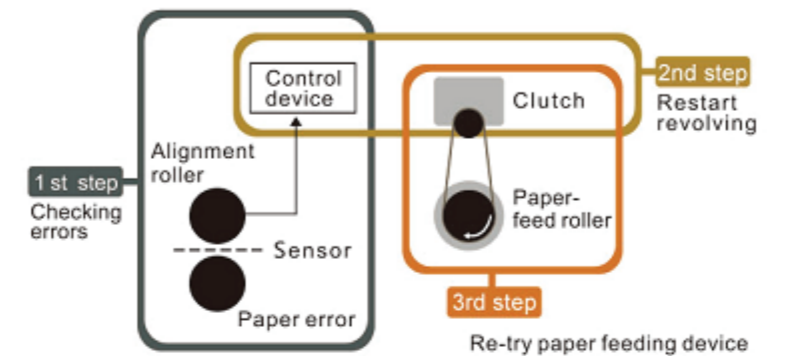 Control
device
Clutch
2nd step
Restart
revolving
Alignment
roller
1 st step
Checking
errors
Sensor
Paper-
feed roller
Paper error
3rd step
Re-try paper feeding device